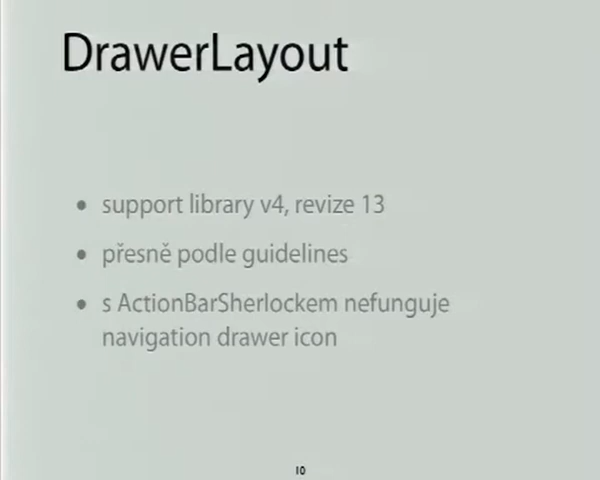 DrawerLayout
• support library v4, revize 13
• přesně podle guidelines
• s ActionBarSherlockem nefunguje
navigation drawer icon
10